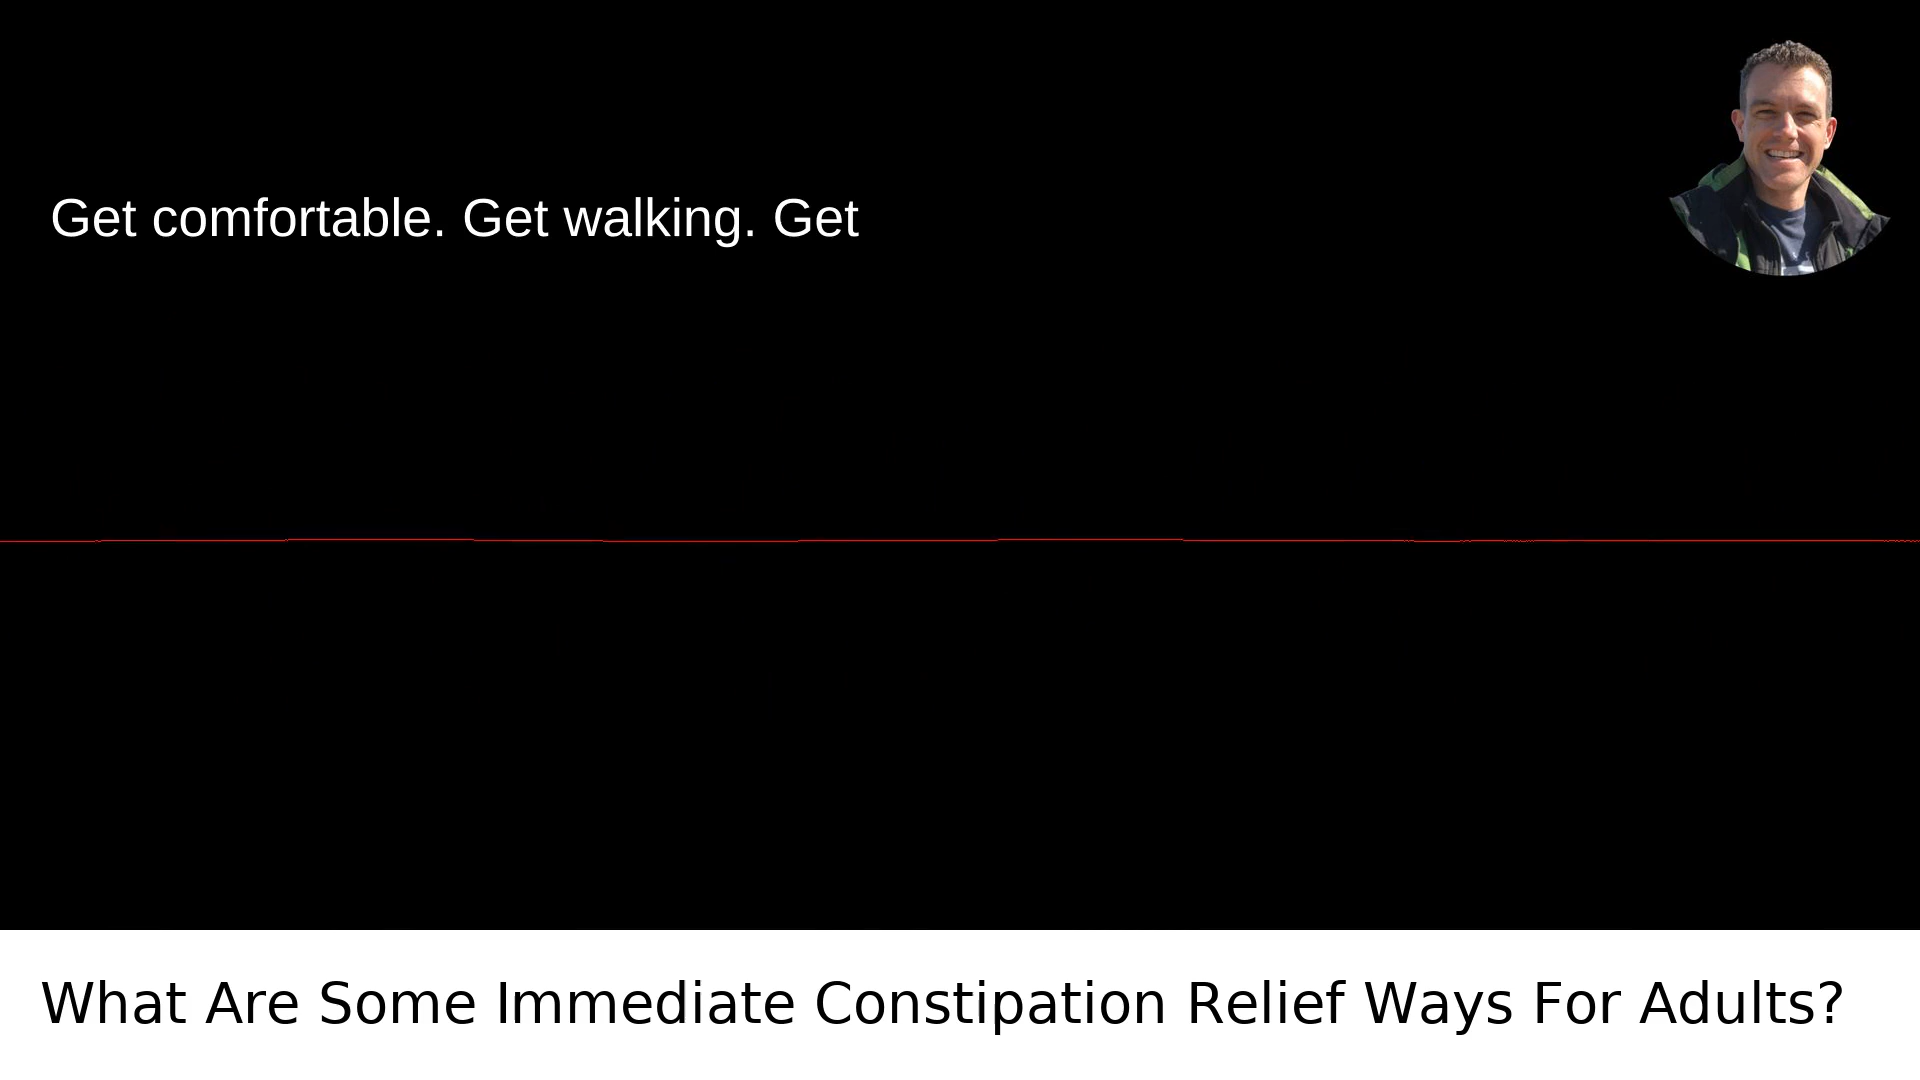 Get comfortable. Get walking. Get
What Are Some Immediate Constipation Relief Ways For Adults?